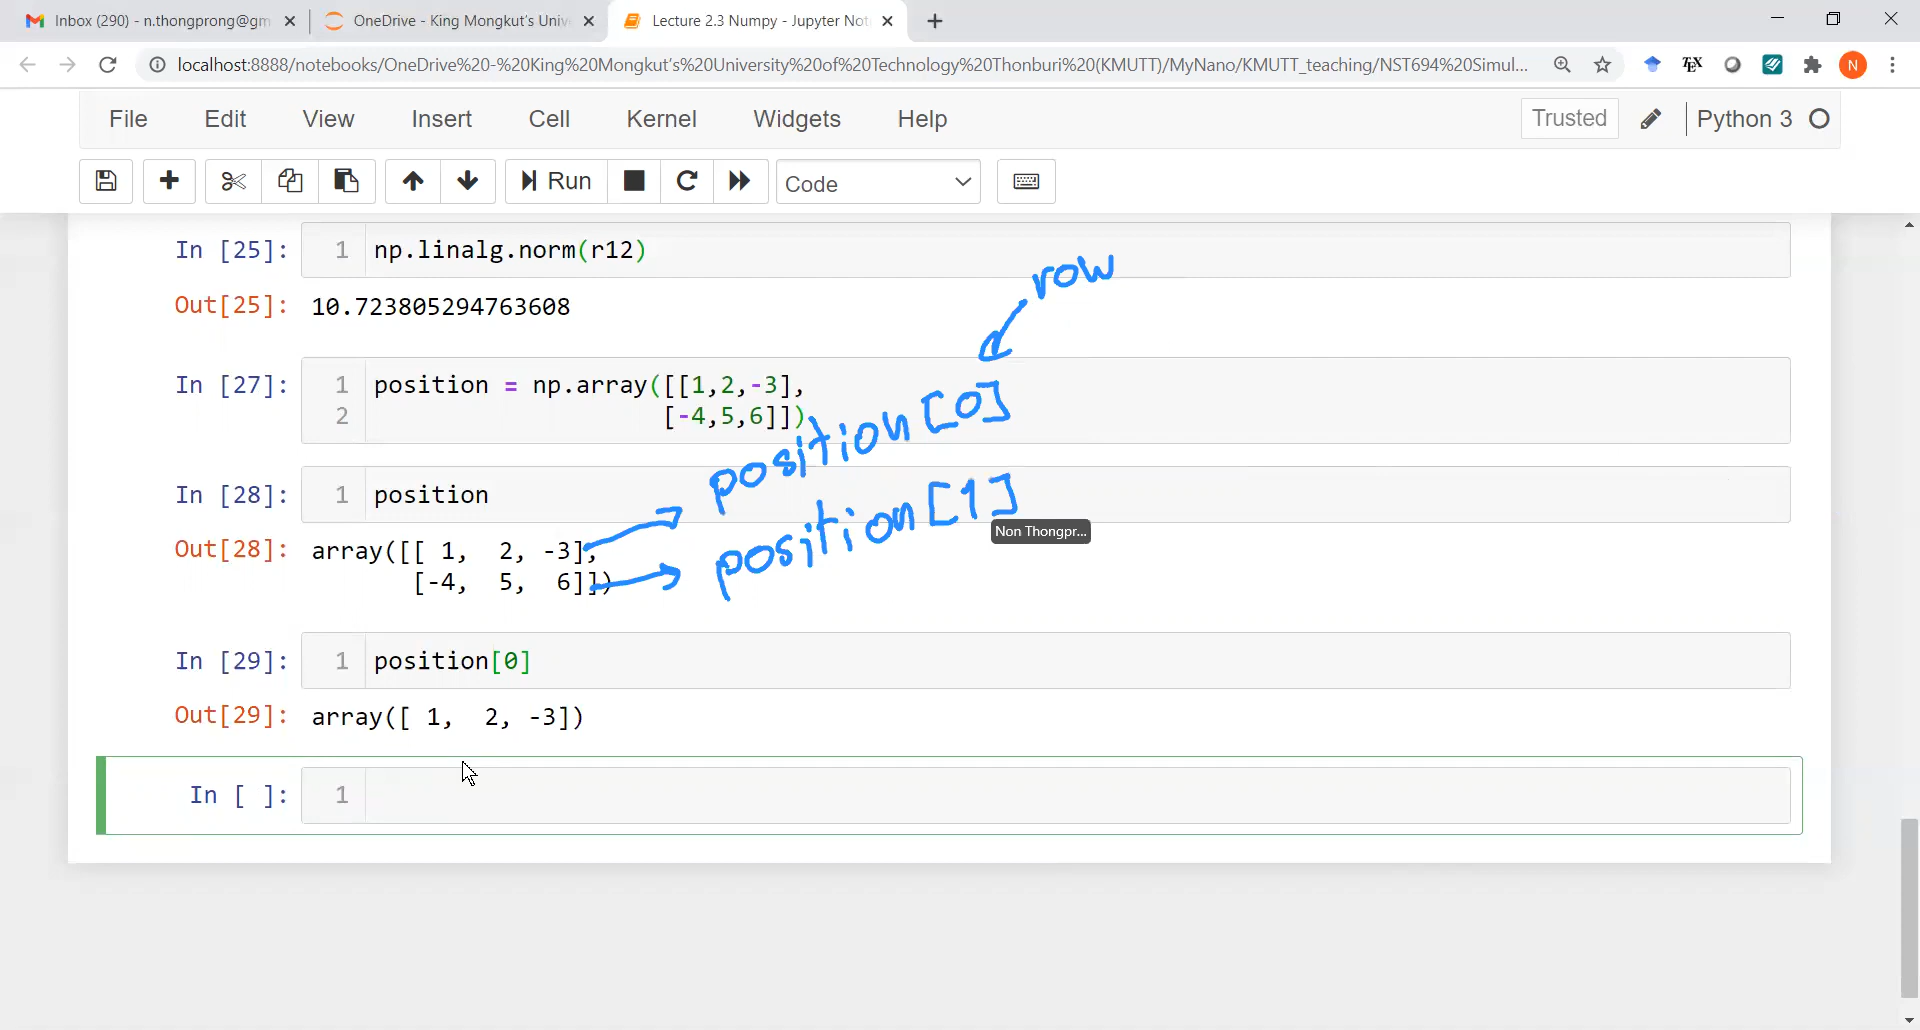 Inbox (290) - n.thongprong@gm
OneDrive - King Mongkut's Univ
Lecture 2.3 Numpy - Jupyter Not
localhost:8888/notebooks/OneDrive%20-%20King%20Mongkut's%20University%20of%20Technology%20Thonburi%20(KMUTT)/MyNano/KMUTT_teaching/NST694%20Simul...
N
File Edit View Insert Cell Kernel Widgets Help
Trusted
Python 3
Run
Code
In [25]: 1 np.linalg.norm(r12)
row
Out[25]: 10.723805294763608
In [27]: 1 position = np.array([[1,2,-3],
2 [-4,5,6]])
position[0]
In [28]: 1 position
position[1]
Non Thongpr...
Out[28]: array([[ 1, 2, -3],
[-4, 5, 6]])
In [29]: 1 position[0]
Out[29]: array([ 1, 2, -3])
In [ ]: 1